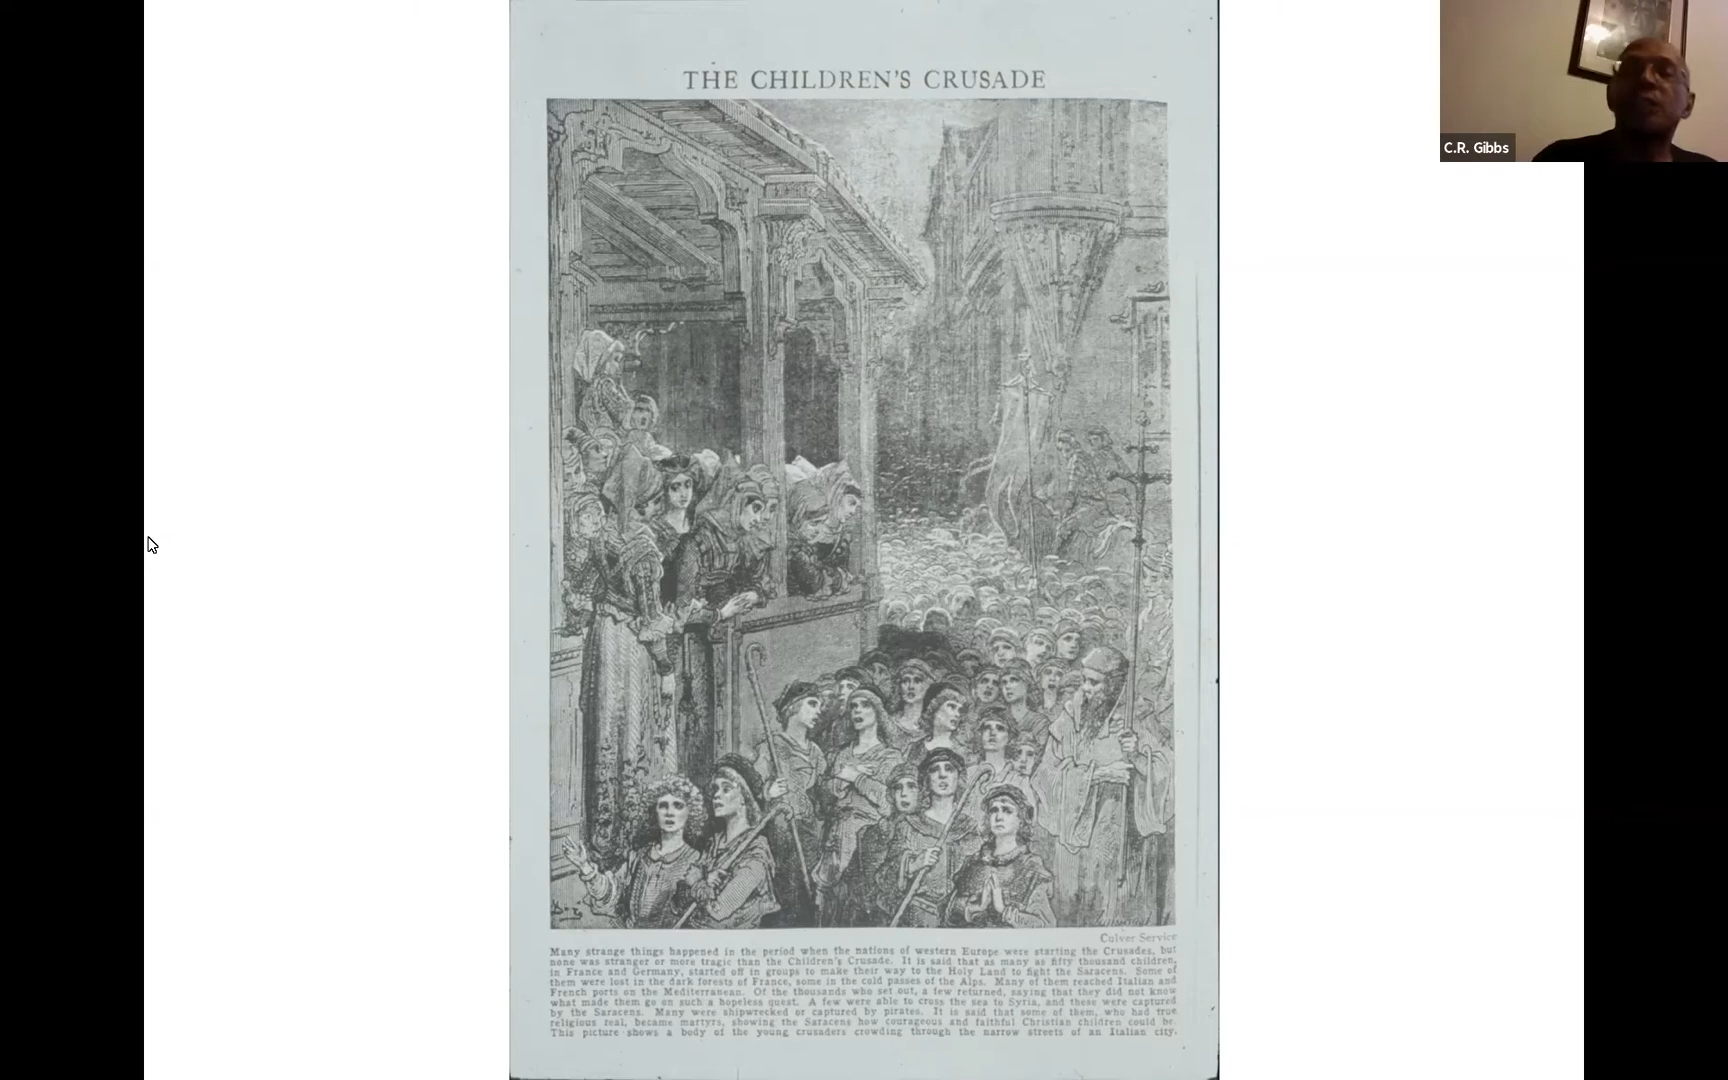 THE CHILDREN'S CRUSADE
C.R. Gibbs
Culver Service
Many strange things happened in the period when the nations of western Europe were starting the Crusades, but
none was stranger or more tragic than the Children's Crusade. It is said that as many as fifty thousand children,
in France and Germany, started off in groups to make their way to the Holy Land to fight the Saracens. Some of
them were lost in the dark forests of France, some in the cold passes of the Alps. Many of them reached Italian and
French ports on the Mediterranean. Of the thousands who set out, a few returned, saying that they did not know
what made them go on such a hopeless quest. A few were able to cross the sea to Syria, and these were captured
by the Saracens. Many were shipwrecked or captured by pirates. It is said that some of them, who had true
religious zeal, became martyrs, showing the Saracens how courageous and faithful Christian children could be.
This picture shows a body of the young crusaders crowding through the narrow streets of an Italian city.